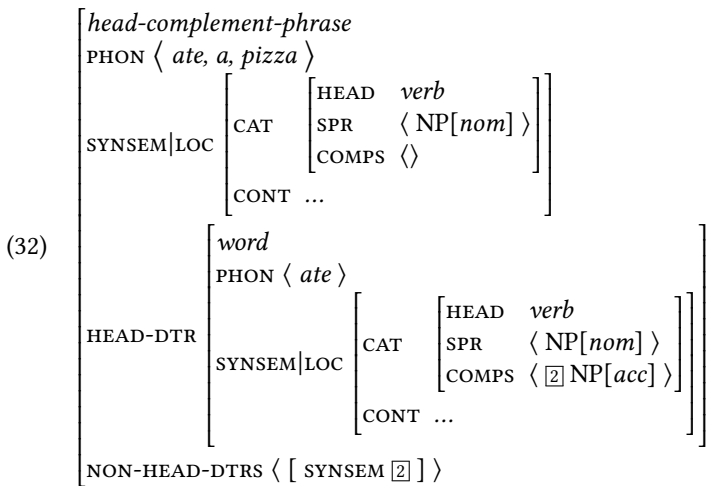 head-complement-phrase
PHON ⟨ ate, a, pizza ⟩
HEAD verb
CAT SPR ⟨ NP[nom] ⟩
SYNSEM|LOC COMPS ⟨⟩
CONT ...
(32)
word
PHON ⟨ ate ⟩
HEAD verb
HEAD-DTR CAT SPR ⟨ NP[nom] ⟩
SYNSEM|LOC COMPS ⟨ 2 NP[acc] ⟩
CONT ...
NON-HEAD-DTRS ⟨ [ SYNSEM 2 ] ⟩